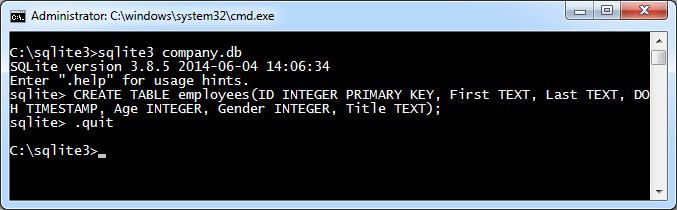 Administrator: C:\windows\system32\cmd.exe
C:\sqlite3>sqlite3 company.db
SQLite version 3.8.5 2014-06-04 14:06:34
Enter ".help" for usage hints.
sqlite> CREATE TABLE employees(ID INTEGER PRIMARY KEY, First TEXT, Last TEXT, DO
H TIMESTAMP, Age INTEGER, Gender INTEGER, Title TEXT);
sqlite> .quit
C:\sqlite3>